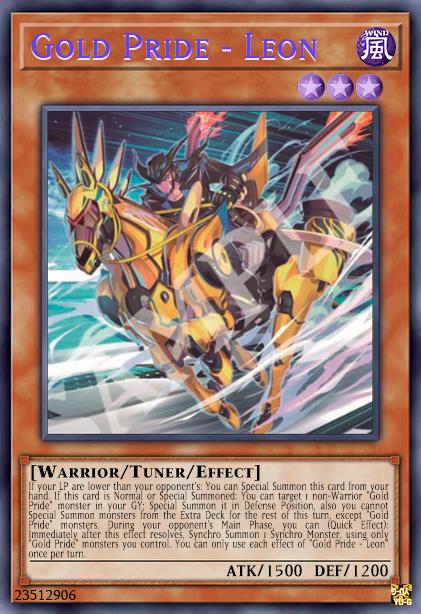 GOLD PRIDE - LEON
WIND
風
SAMPLE
[WARRIOR/TUNER/EFFECT]
If your LP are lower than your opponent's: You can Special Summon this card from your
hand. If this card is Normal or Special Summoned: You can target 1 non-Warrior "Gold
Pride" monster in your GY; Special Summon it in Defense Position, also you cannot
Special Summon monsters from the Extra Deck for the rest of this turn, except "Gold
Pride" monsters. During your opponent's Main Phase, you can (Quick Effect):
Immediately after this effect resolves, Synchro Summon 1 Synchro Monster, using only
"Gold Pride" monsters you control. You can only use each effect of "Gold Pride - Leon"
once per turn.
ATK/1500 DEF/1200
23512906